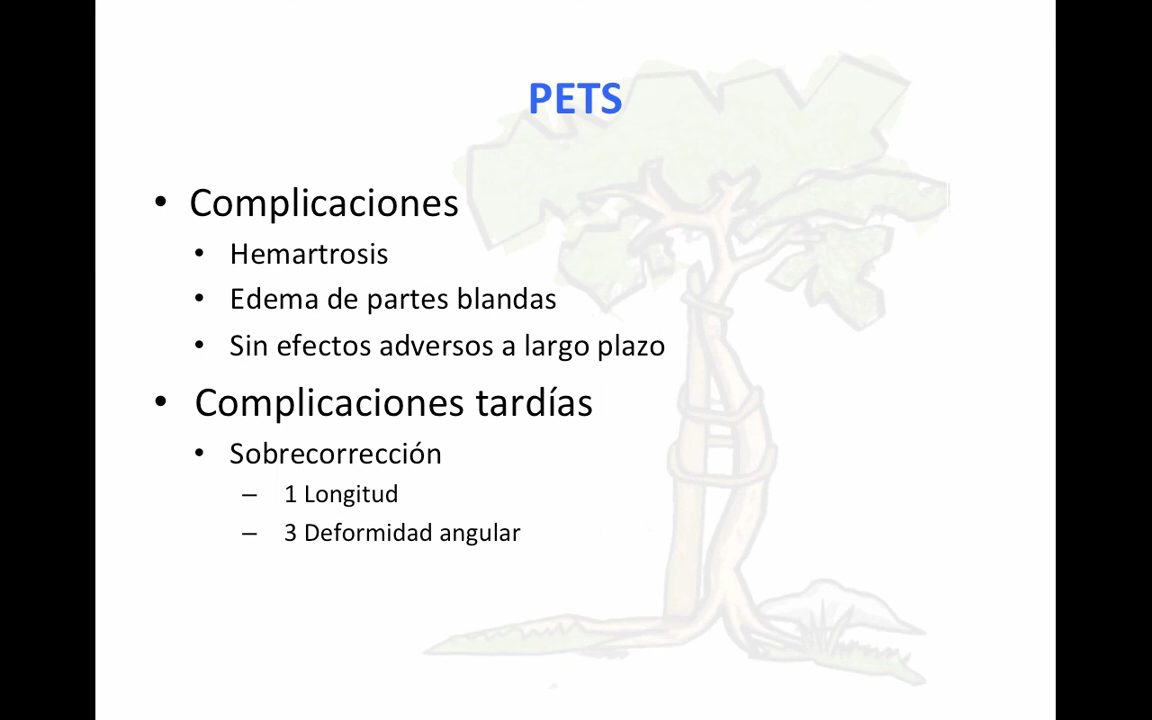 PETS
• Complicaciones
• Hemartrosis
• Edema de partes blandas
• Sin efectos adversos a largo plazo
• Complicaciones tardías
• Sobrecorrección
– 1 Longitud
– 3 Deformidad angular